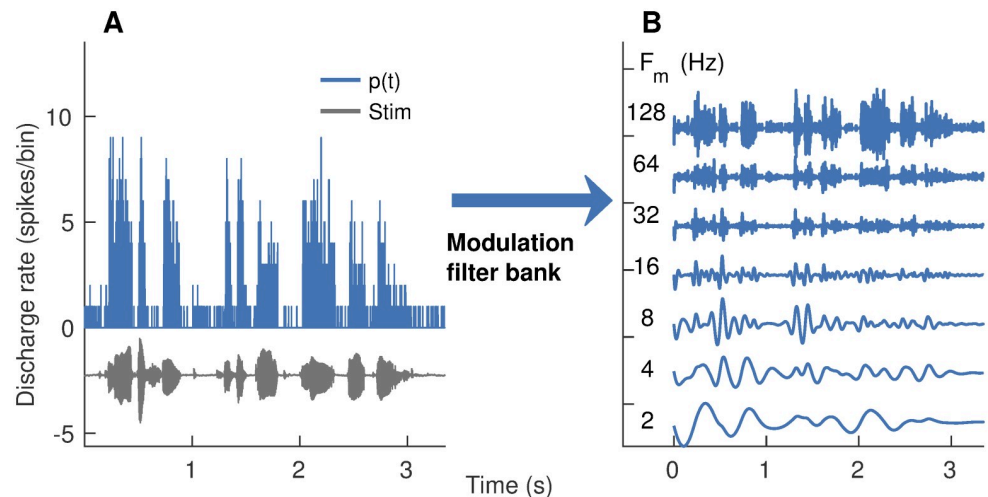 A
B
p(t)
Stim
Discharge rate (spikes/bin)
10
5
0
-5
1
2
3
Time (s)
Modulation
filter bank
F_m (Hz)
128
64
32
16
8
4
2
0
1
2
3